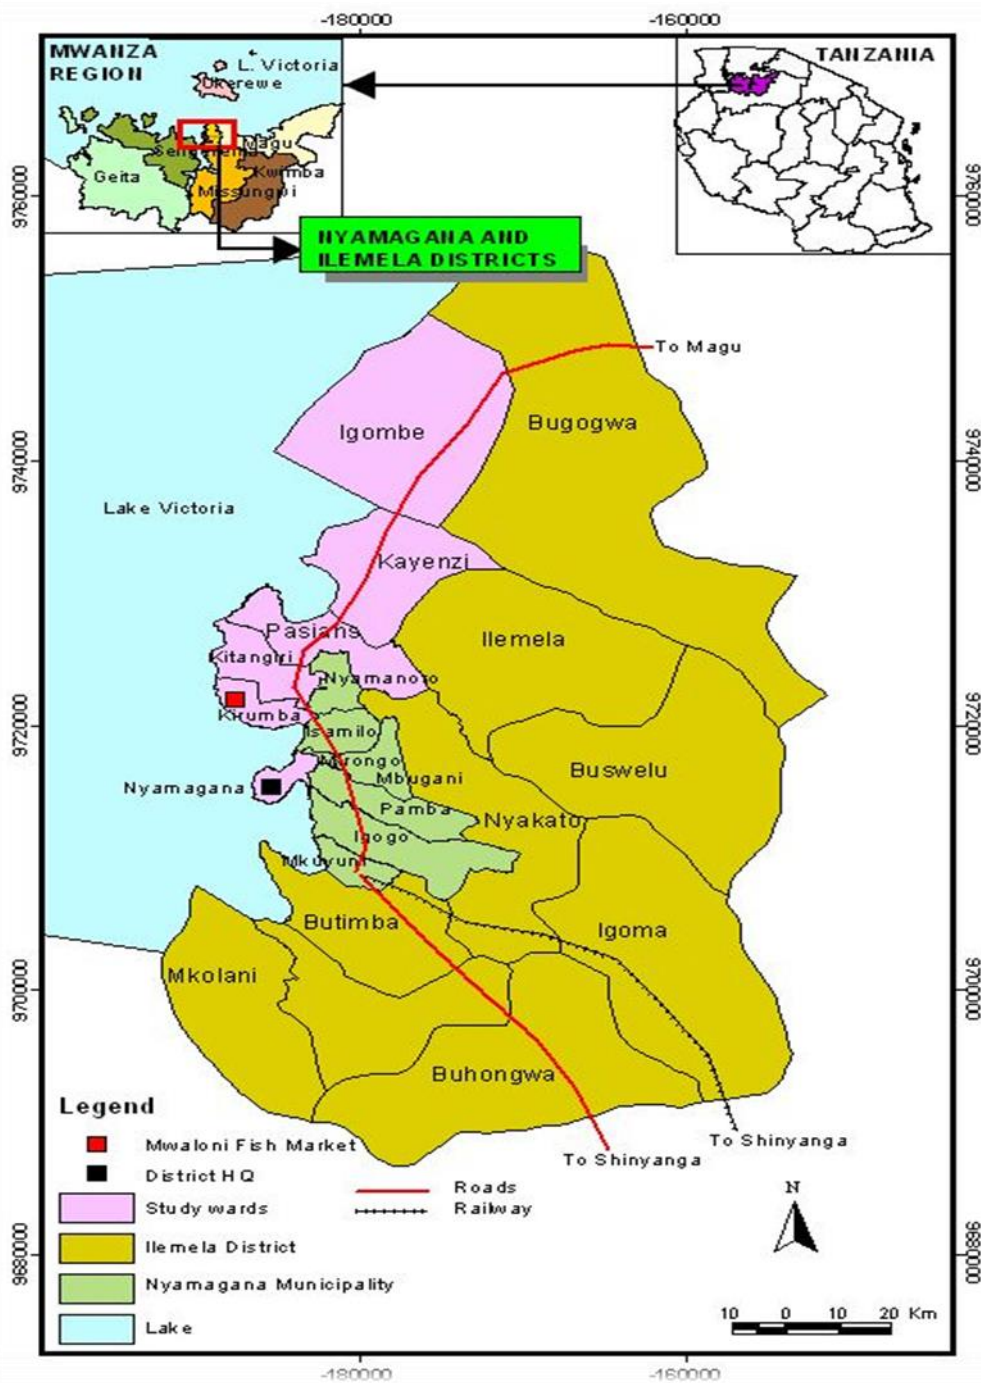 -180000
-160000
MWANZA
REGION
L. Victoria
Ukerewe
Magu
Sengerema
Kwimba
Geita
Missungwi
TANZANIA
9760000
9760000
NYAMAGANA AND
ILEMELA DISTRICTS
To Magu
Igombe
Bugogwa
9740000
9740000
Lake Victoria
Kayenzi
Pasians
Ilemela
Kitangiri
Nyamanoto
Kirumba
9720000
9720000
Isamilo
Mirongo
Mbugani
Buswelu
Nyamagana
Pamba
Nyakato
Igogo
Mkuyuni
Butimba
Igoma
Mkolani
9700000
9700000
Buhongwa
To Shinyanga
To Shinyanga
Legend
Mwaloni Fish Market
District HQ
Study wards
Ilemela District
Nyamagana Municipality
Lake
Roads
Railway
N
9680000
9680000
10 0 10 20 Km
-180000
-160000